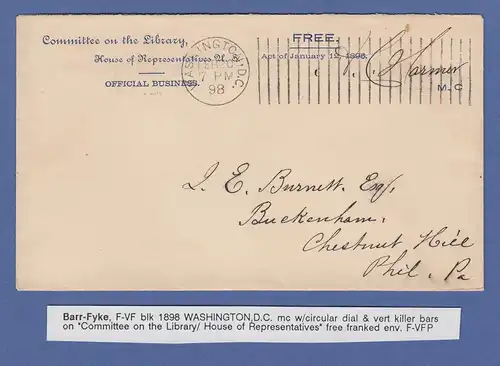 Committee on the Library,
House of Representatives U. S.
OFFICIAL BUSINESS.
WASHINGTON, D.C.
7 PM
98
FREE.
Act of January 12, 1895.
M. C
J. E. Burnett. Esq,
Buckenham.
Chestnut Hill
Phil. Pa
Barr-Fyke, F-VF blk 1898 WASHINGTON,D.C. mc w/circular dial & vert killer bars
on "Committee on the Library/ House of Representatives" free franked env. F-VFP